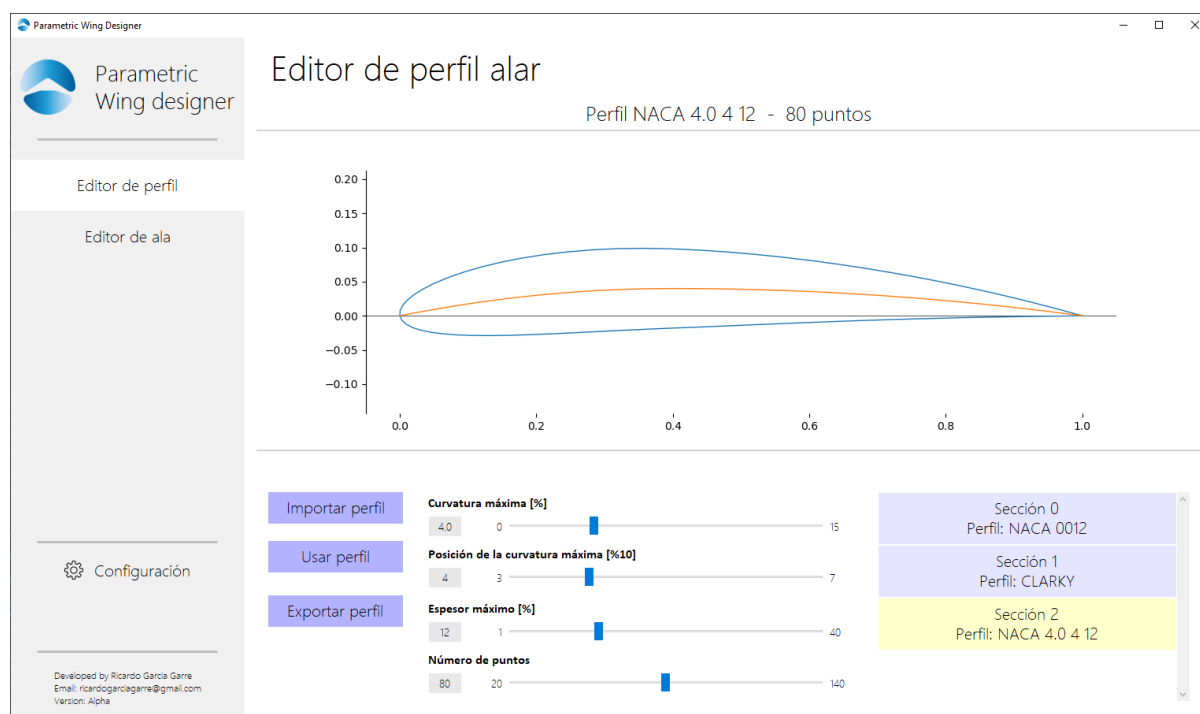 Parametric Wing Designer
Parametric
Wing designer
Editor de perfil
Editor de ala
Configuración
Developed by Ricardo Garcia Garre
Email: ricardogarciagarre@gmail.com
Version: Alpha
Editor de perfil alar
Perfil NACA 4.0 4 12 - 80 puntos
0.20
0.15
0.10
0.05
0.00
−0.05
−0.10
0.0 0.2 0.4 0.6 0.8 1.0
Importar perfil
Usar perfil
Exportar perfil
Curvatura máxima [%]
4.0 0 15
Posición de la curvatura máxima [%10]
4 3 7
Espesor máximo [%]
12 1 40
Número de puntos
80 20 140
Sección 0
Perfil: NACA 0012
Sección 1
Perfil: CLARKY
Sección 2
Perfil: NACA 4.0 4 12